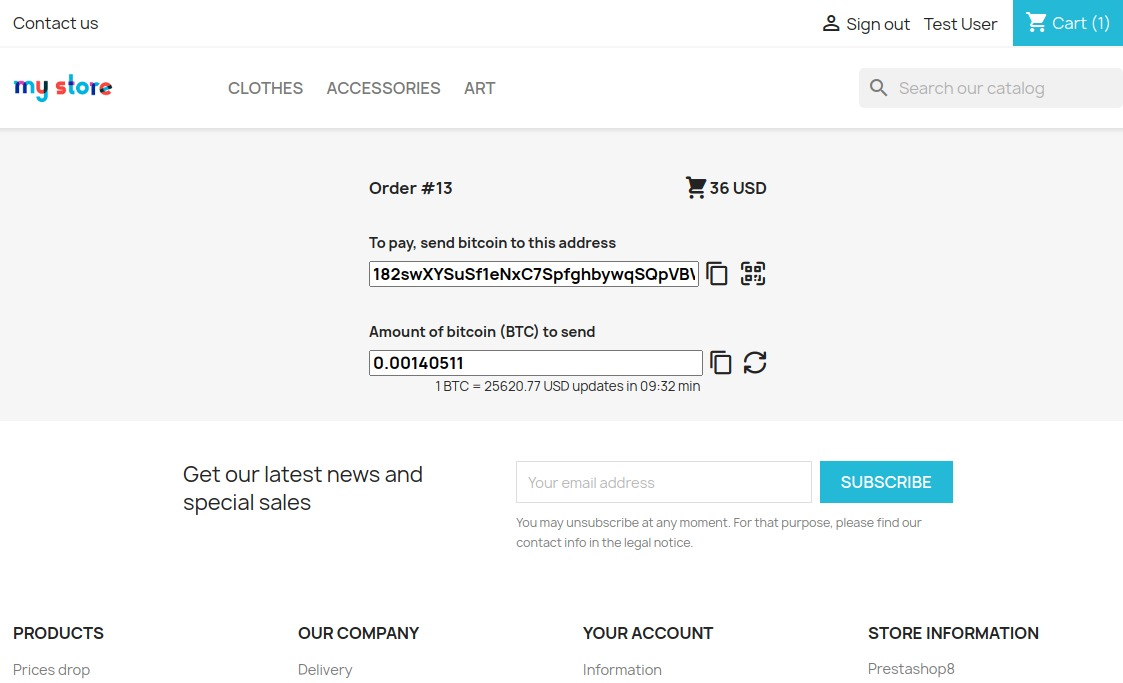 Contact us
Sign out Test User Cart (1)
my store
CLOTHES ACCESSORIES ART
Search our catalog
Order #13 36 USD
To pay, send bitcoin to this address
182swXYSuSf1eNxC7SpfghbywqSQpVB
Amount of bitcoin (BTC) to send
0.00140511
1 BTC = 25620.77 USD updates in 09:32 min
Get our latest news and
special sales
Your email address SUBSCRIBE
You may unsubscribe at any moment. For that purpose, please find our
contact info in the legal notice.
PRODUCTS OUR COMPANY YOUR ACCOUNT STORE INFORMATION
Prices drop Delivery Information Prestashop8